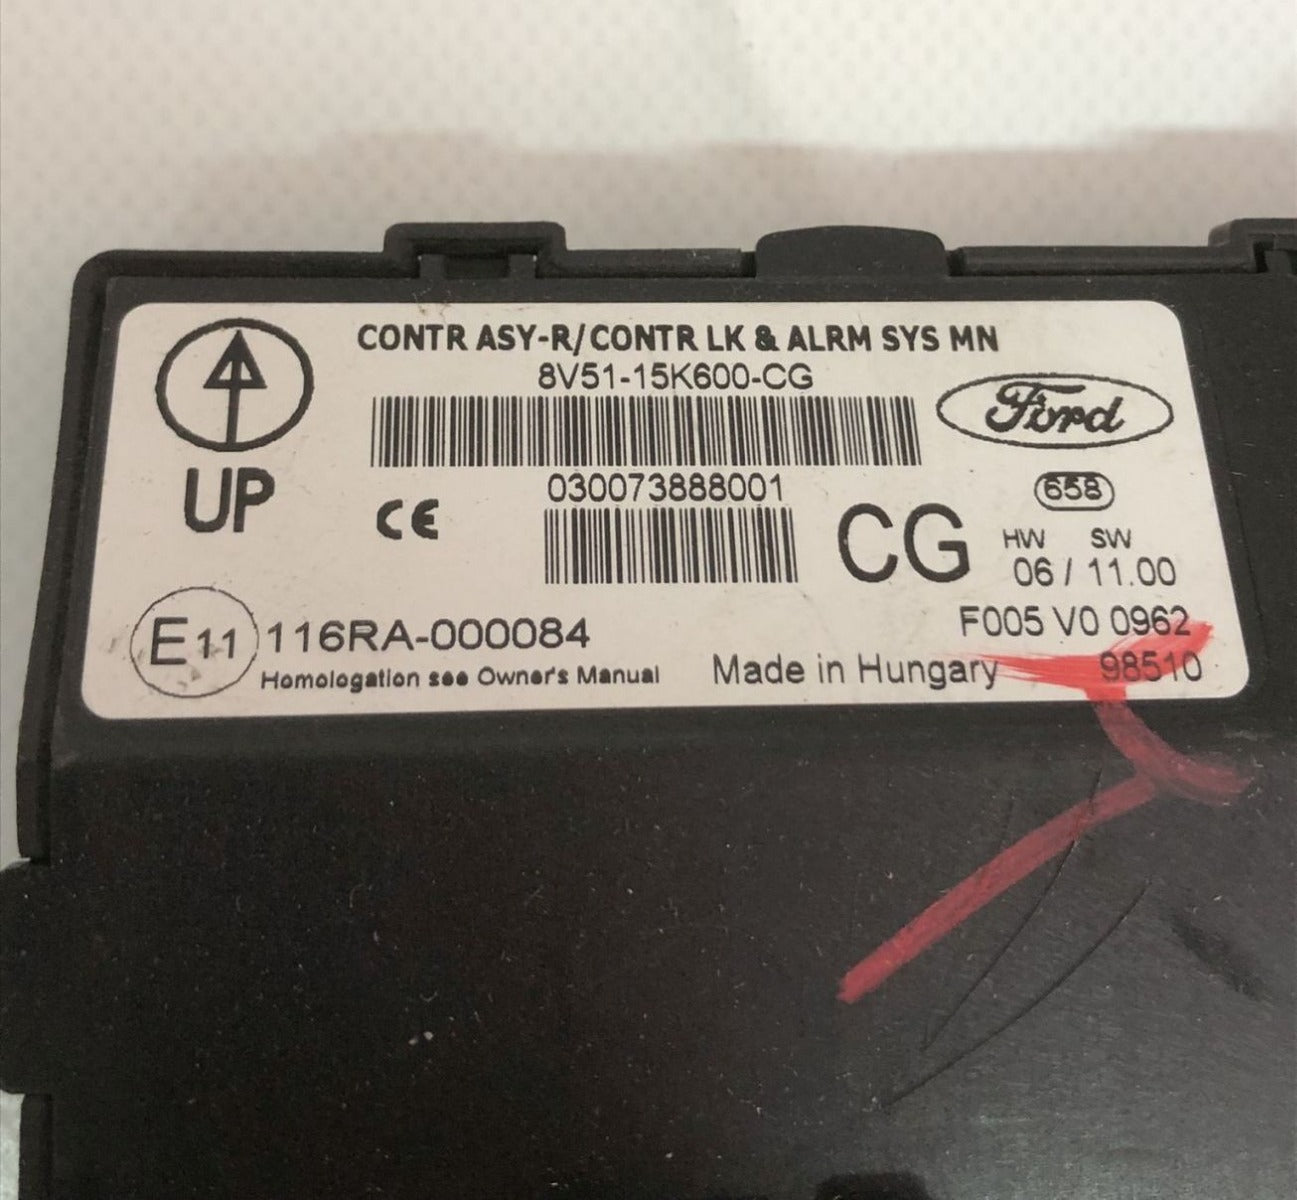 CONTR ASY-R/CONTR LK & ALRM SYS MN
8V51-15K600-CG
Ford
UP
CE
030073888001
CG
658
HW SW
06 / 11.00
E11
116RA-000084
F005 V0 0962
Homologation see Owner's Manual
Made in Hungary
98510